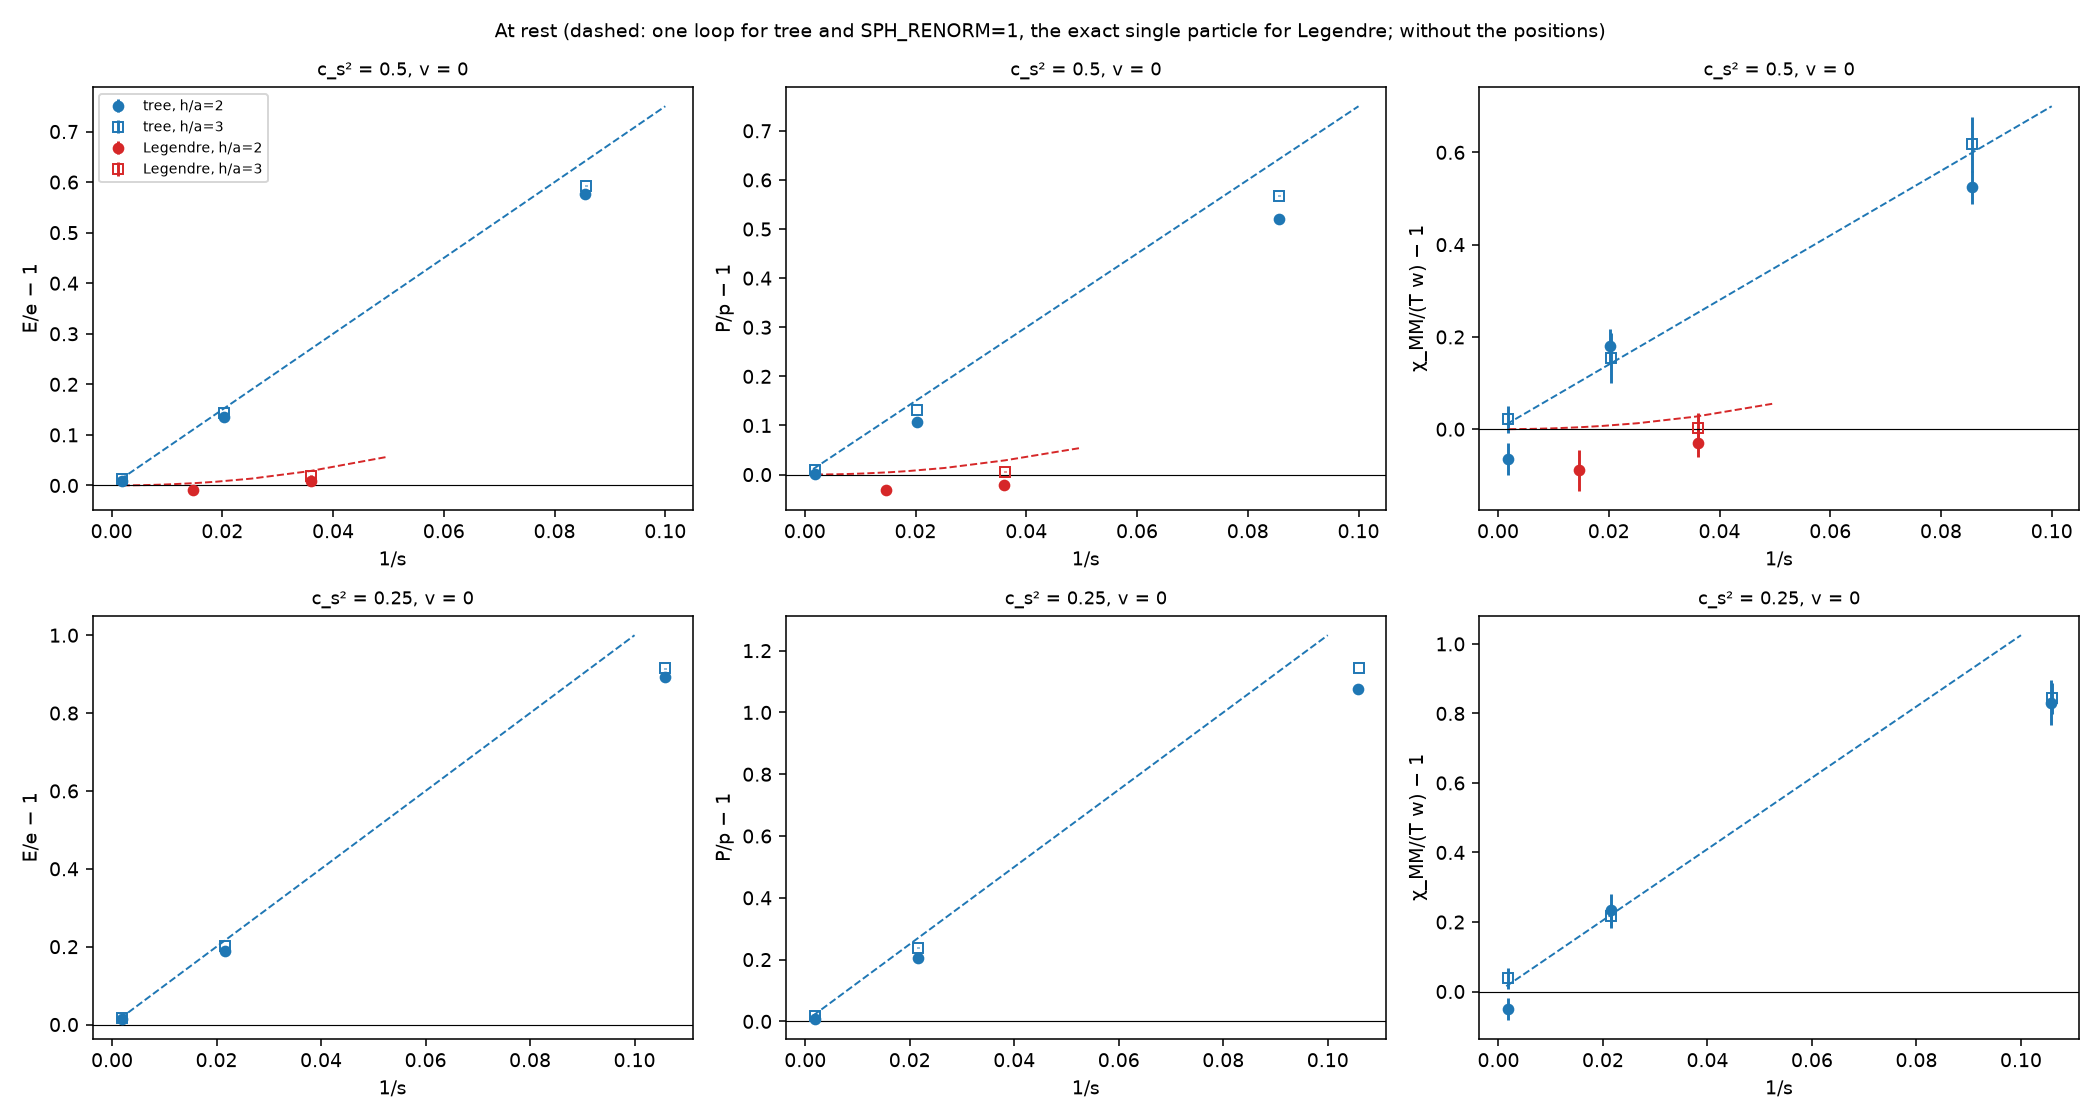 At rest (dashed: one loop for tree and SPH_RENORM=1, the exact single particle for Legendre; without the positions)
c_s² = 0.5, v = 0
E/e − 1
0.7
0.6
0.5
0.4
0.3
0.2
0.1
0.0
tree, h/a=2
tree, h/a=3
Legendre, h/a=2
Legendre, h/a=3
0.00 0.02 0.04 0.06 0.08 0.10
1/s
c_s² = 0.5, v = 0
P/p − 1
0.7
0.6
0.5
0.4
0.3
0.2
0.1
0.0
0.00 0.02 0.04 0.06 0.08 0.10
1/s
c_s² = 0.5, v = 0
χ_MM/(T w) − 1
0.6
0.4
0.2
0.0
0.00 0.02 0.04 0.06 0.08 0.10
1/s
c_s² = 0.25, v = 0
E/e − 1
1.0
0.8
0.6
0.4
0.2
0.0
0.00 0.02 0.04 0.06 0.08 0.10
1/s
c_s² = 0.25, v = 0
P/p − 1
1.2
1.0
0.8
0.6
0.4
0.2
0.0
0.00 0.02 0.04 0.06 0.08 0.10
1/s
c_s² = 0.25, v = 0
χ_MM/(T w) − 1
1.0
0.8
0.6
0.4
0.2
0.0
0.00 0.02 0.04 0.06 0.08 0.10
1/s